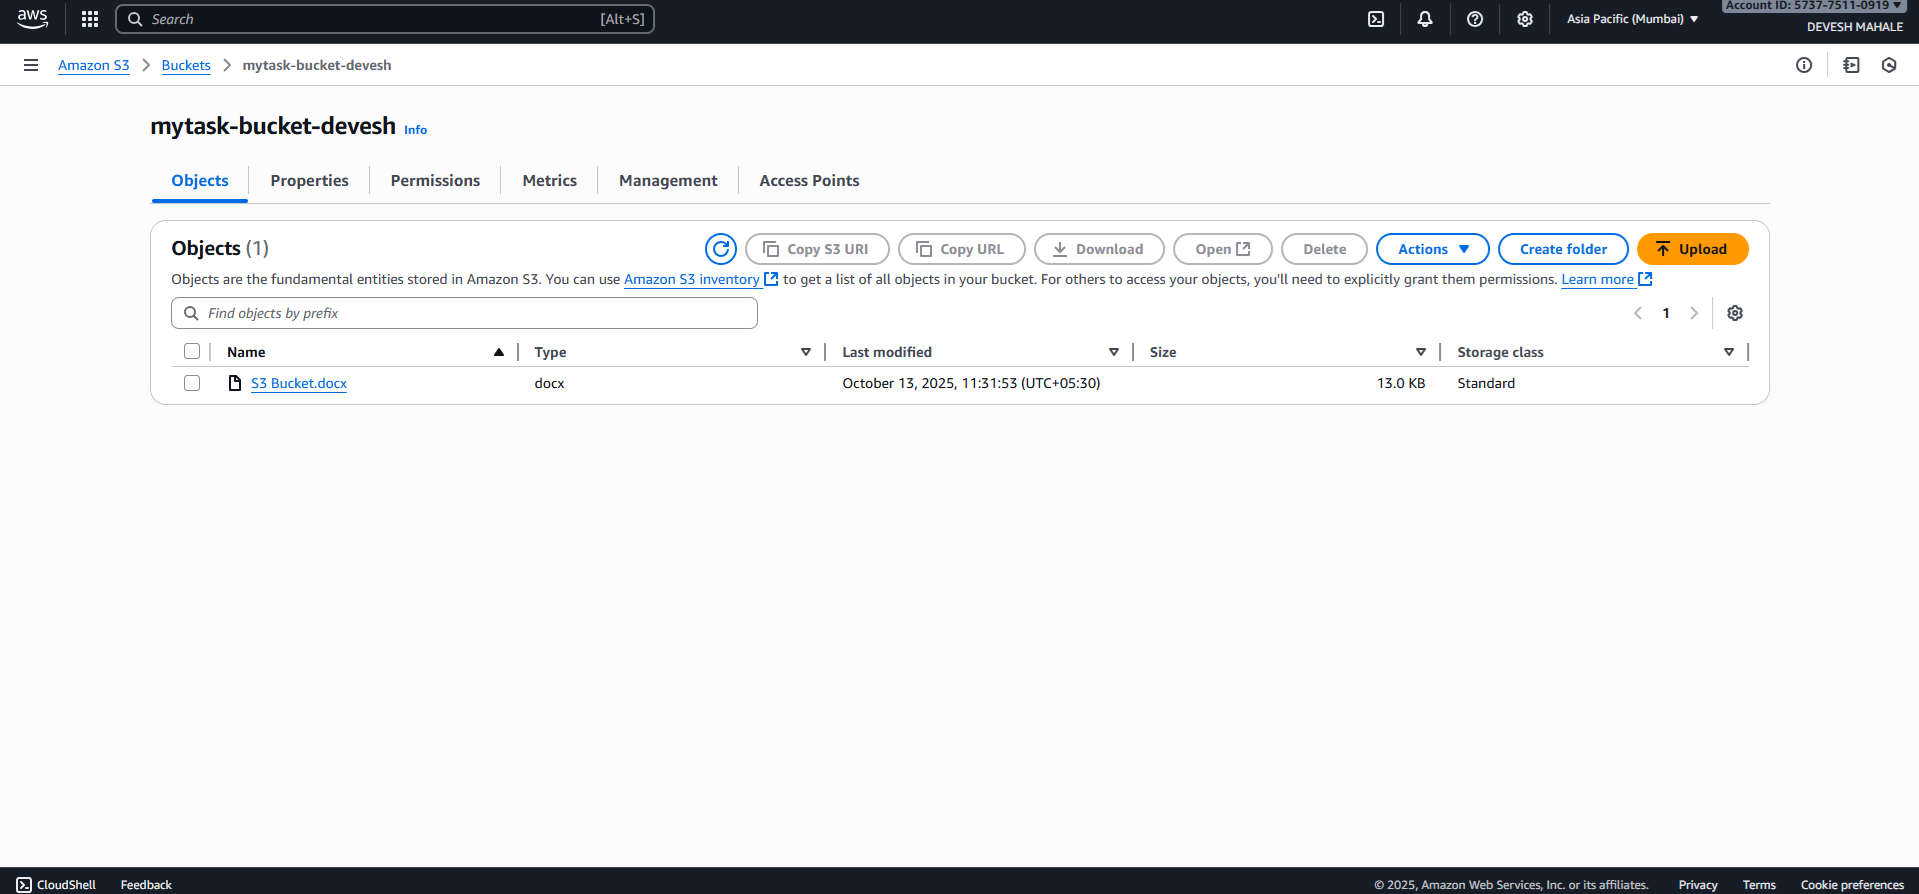 aws Search [Alt+S] Asia Pacific (Mumbai) Account ID: 5737-7511-0919
DEVESH MAHALE
Amazon S3 Buckets mytask-bucket-devesh
mytask-bucket-devesh Info
Objects Properties Permissions Metrics Management Access Points
Objects (1) Copy S3 URI Copy URL Download Open Delete Actions Create folder Upload
Objects are the fundamental entities stored in Amazon S3. You can use Amazon S3 inventory to get a list of all objects in your bucket. For others to access your objects, you'll need to explicitly grant them permissions. Learn more
Find objects by prefix 1
Name Type Last modified Size Storage class
S3 Bucket.docx docx October 13, 2025, 11:31:53 (UTC+05:30) 13.0 KB Standard
CloudShell Feedback © 2025, Amazon Web Services, Inc. or its affiliates. Privacy Terms Cookie preferences